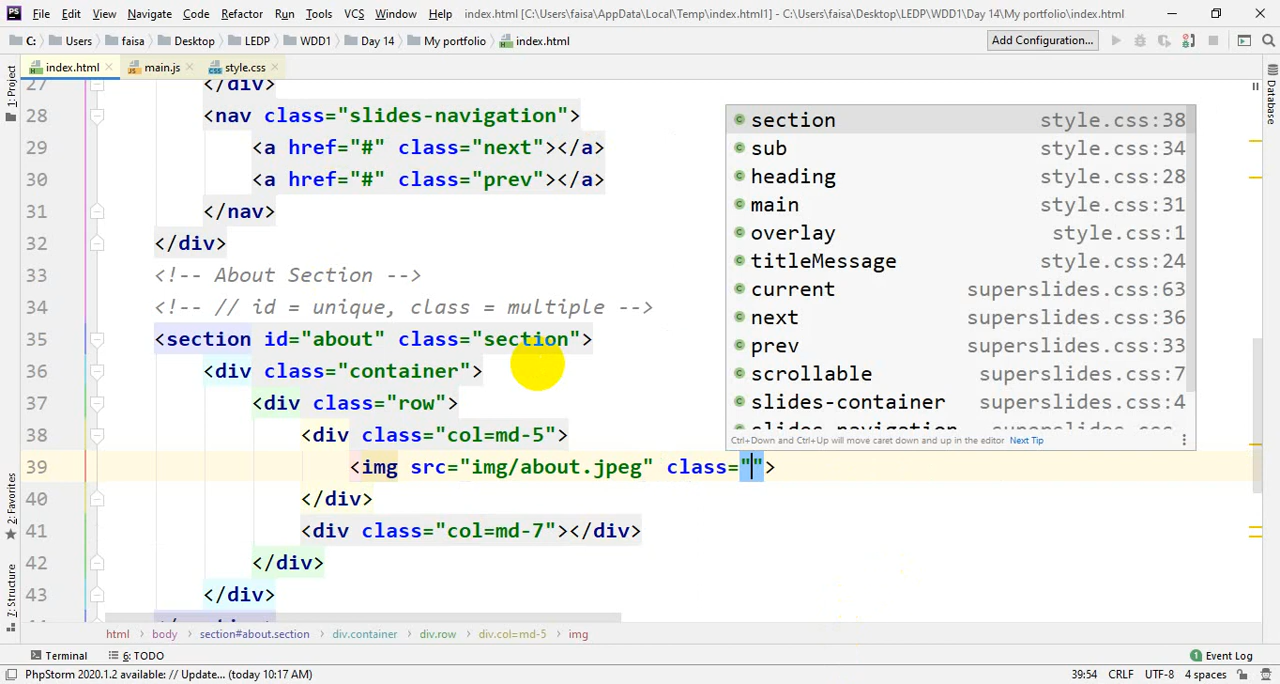 PS File Edit View Navigate Code Refactor Run Tools VCS Window Help index.html [C:\Users\faisa\AppData\Local\Temp\index.html1] - C:\Users\faisa\Desktop\LEDP\WDD1\Day 14\My portfolio\index.html
C: Users faisa Desktop LEDP WDD1 Day 14 My portfolio index.html Add Configuration...
index.html main.js style.css
1: Project
Database
27 </div>
28 <nav class="slides-navigation">
29 <a href="#" class="next"></a>
30 <a href="#" class="prev"></a>
31 </nav>
32 </div>
33 <!-- About Section -->
34 <!-- // id = unique, class = multiple -->
35 <section id="about" class="section">
36 <div class="container">
37 <div class="row">
38 <div class="col=md-5">
39 <img src="img/about.jpeg" class="">
40 </div>
41 <div class="col=md-7"></div>
42 </div>
43 </div>
section style.css:38
sub style.css:34
heading style.css:28
main style.css:31
overlay style.css:1
titleMessage style.css:24
current superslides.css:63
next superslides.css:36
prev superslides.css:33
scrollable superslides.css:7
slides-container superslides.css:4
Ctrl+Down and Ctrl+Up will move caret down and up in the editor Next Tip
2: Favorites
Z: Structure
html body section#about.section div.container div.row div.col=md-5 img
Terminal 6: TODO 1 Event Log
PhpStorm 2020.1.2 available: // Update... (today 10:17 AM) 39:54 CRLF UTF-8 4 spaces